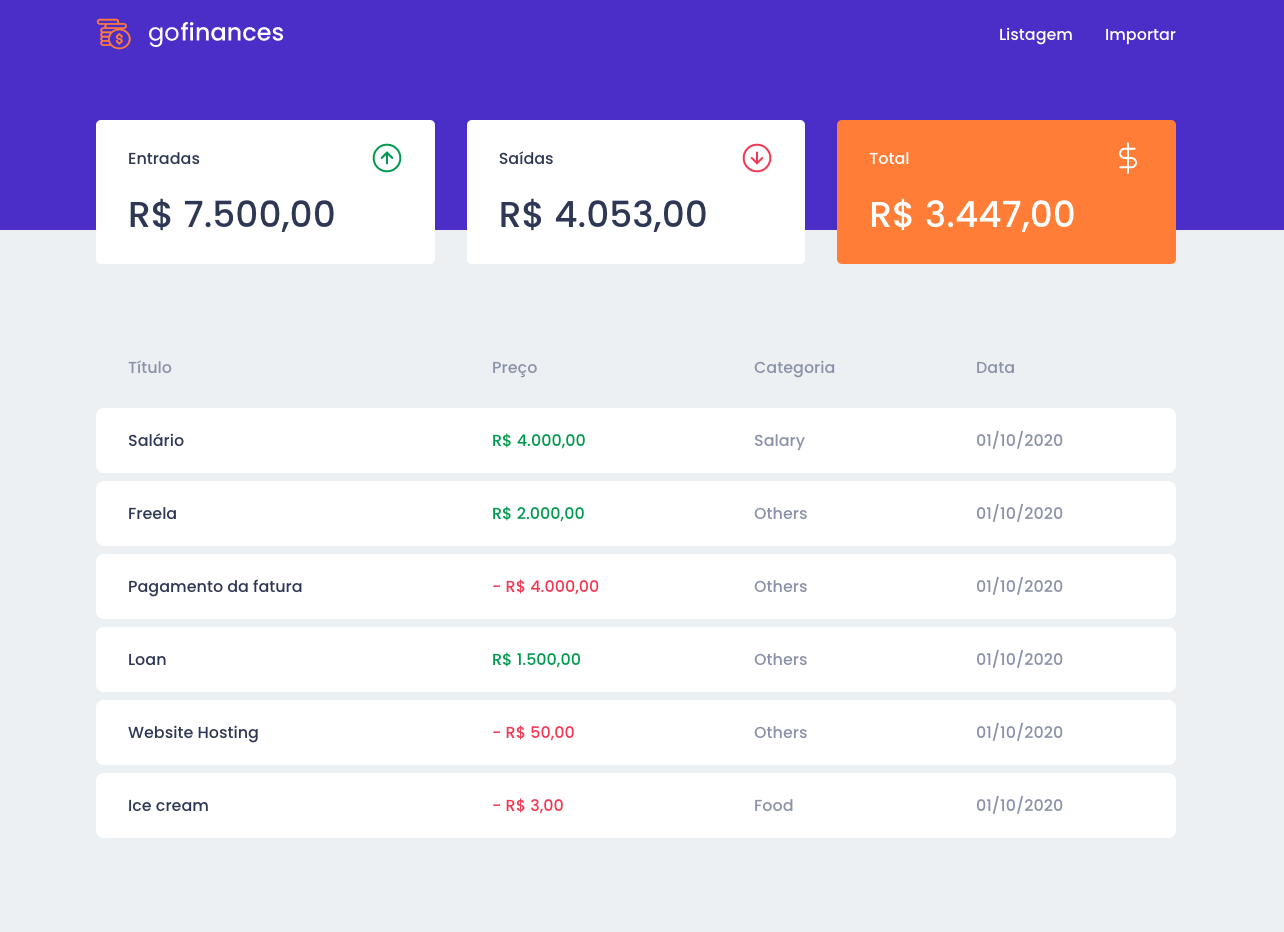 gofinances Listagem Importar
Entradas Saídas Total $
R$ 7.500,00 R$ 4.053,00 R$ 3.447,00
Título Preço Categoria Data
Salário R$ 4.000,00 Salary 01/10/2020
Freela R$ 2.000,00 Others 01/10/2020
Pagamento da fatura - R$ 4.000,00 Others 01/10/2020
Loan R$ 1.500,00 Others 01/10/2020
Website Hosting - R$ 50,00 Others 01/10/2020
Ice cream - R$ 3,00 Food 01/10/2020